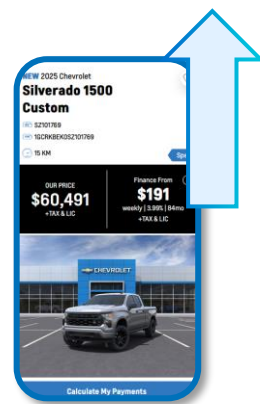 NEW 2025 Chevrolet
Silverado 1500
Custom
SZ101769
1GCRKBEK0SZ101769
15 KM
Spe
OUR PRICE
$60,491
+TAX & LIC
Finance From
$191
weekly | 3.99% | 84mo
+TAX & LIC
CHEVROLET
Calculate My Payments